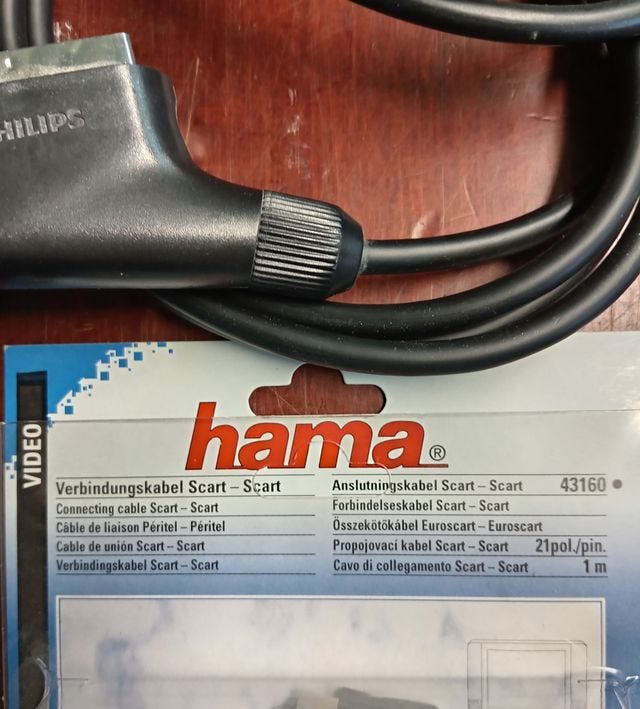 PHILIPS
hama®
VIDEO
Verbindungskabel Scart – Scart
Connecting cable Scart – Scart
Câble de liaison Péritel – Péritel
Cable de unión Scart – Scart
Verbindingskabel Scart – Scart
Anslutningskabel Scart – Scart 43160
Forbindelseskabel Scart – Scart
Összekötőkábel Euroscart – Euroscart
Propojovací kabel Scart – Scart 21pol./pin.
Cavo di collegamento Scart – Scart 1 m